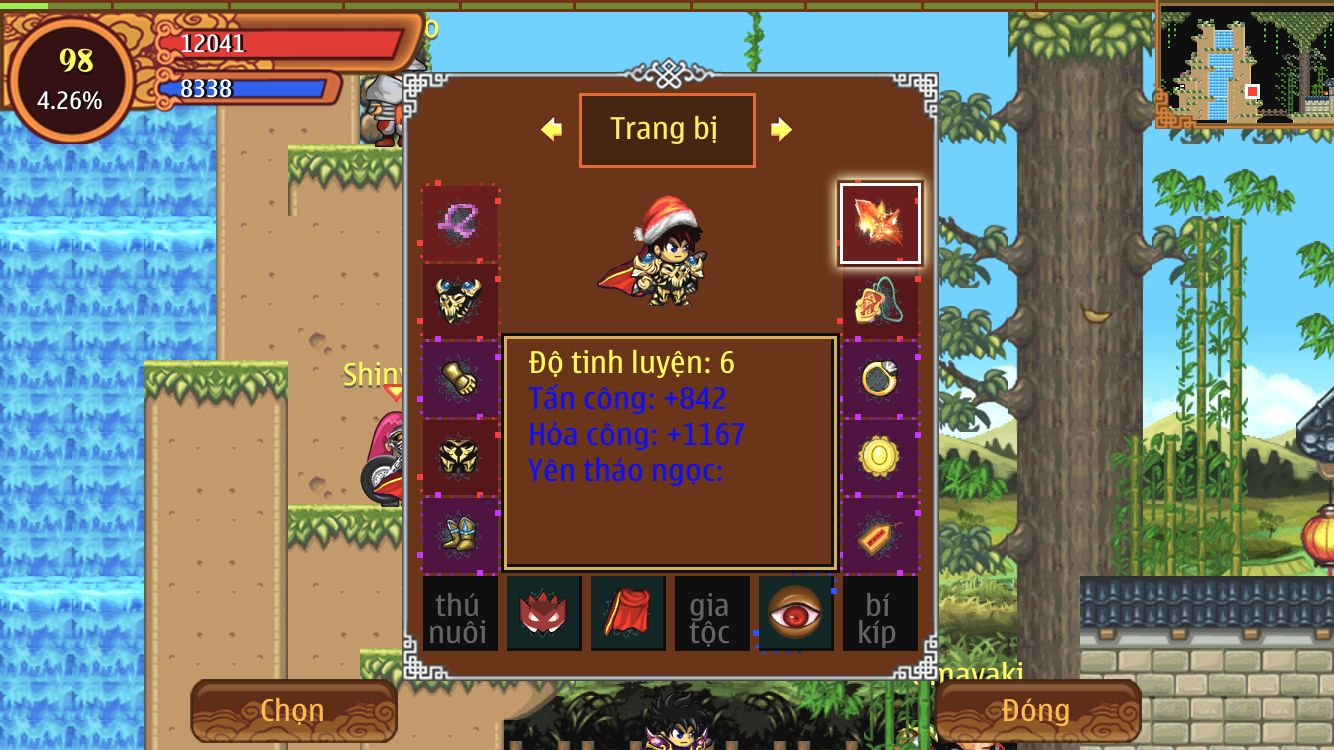 98
4.26%
12041
8338
Trang bị
Độ tinh luyện: 6
Tấn công: +842
Hỏa công: +1167
Yên tháo ngọc:
thú nuôi
gia tộc
bí kíp
Chọn
Đóng